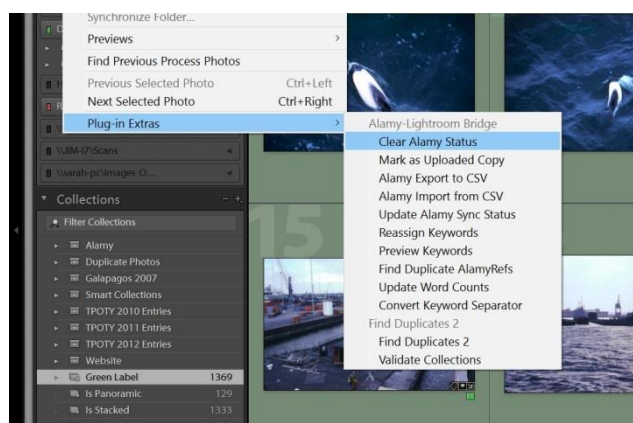 Synchronize Folder...
Previews
Find Previous Process Photos
Previous Selected Photo Ctrl+Left
Next Selected Photo Ctrl+Right
Plug-in Extras
Alamy-Lightroom Bridge
Clear Alamy Status
Mark as Uploaded Copy
Alamy Export to CSV
Alamy Import from CSV
Update Alamy Sync Status
Reassign Keywords
Preview Keywords
Find Duplicate AlamyRefs
Update Word Counts
Convert Keyword Separator
Find Duplicates 2
Find Duplicates 2
Validate Collections
\\JIM-I7\Scans
\\sarah-pc\Images O...
Collections
Filter Collections
Alamy
Duplicate Photos
Galapagos 2007
Smart Collections
TPOTY 2010 Entries
TPOTY 2011 Entries
TPOTY 2012 Entries
Website
Green Label 1369
Is Panoramic 129
Is Stacked 1333
15